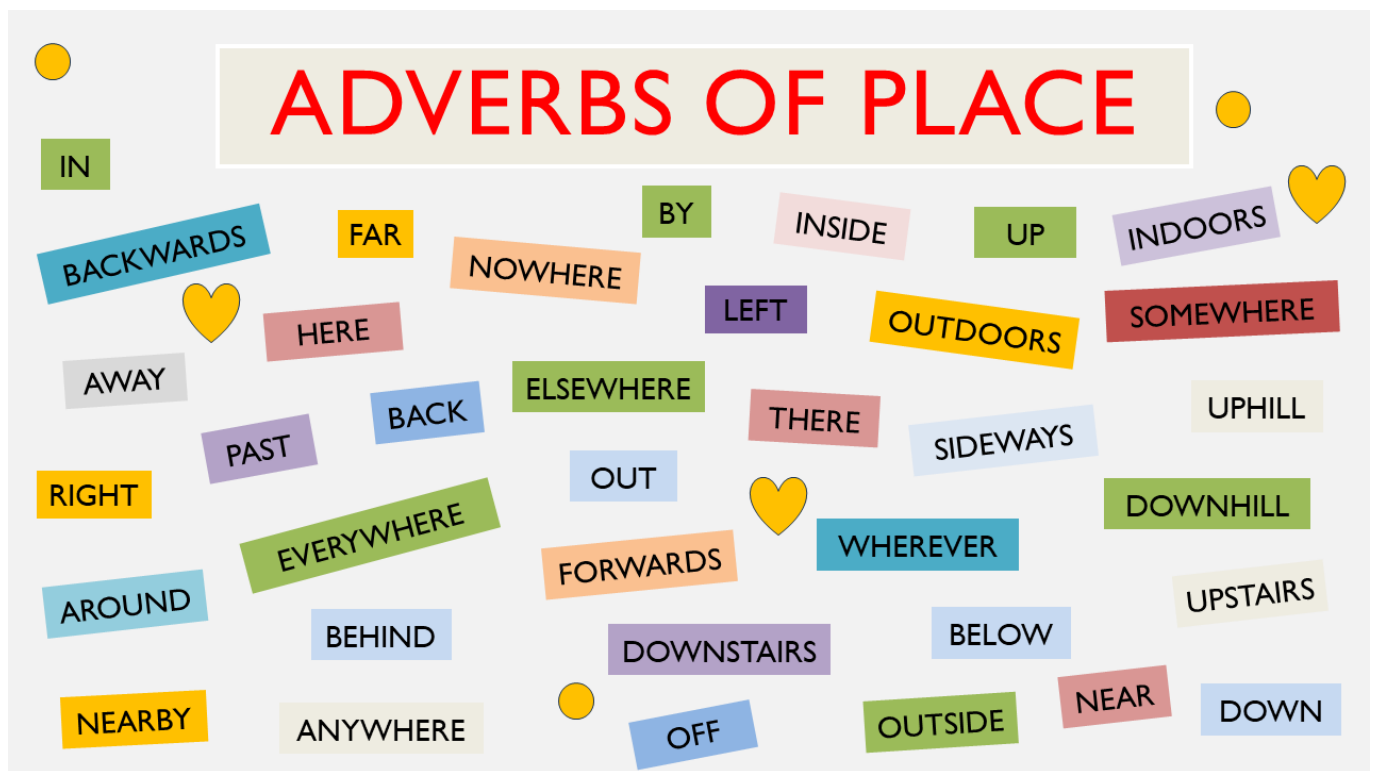 ADVERBS OF PLACE
IN
BY
INSIDE
UP
INDOORS
BACKWARDS
FAR
NOWHERE
LEFT
OUTDOORS
SOMEWHERE
HERE
AWAY
BACK
ELSEWHERE
THERE
SIDEWAYS
UPHILL
PAST
RIGHT
OUT
DOWNHILL
EVERYWHERE
FORWARDS
WHEREVER
AROUND
UPSTAIRS
BEHIND
DOWNSTAIRS
BELOW
NEARBY
ANYWHERE
OFF
OUTSIDE
NEAR
DOWN